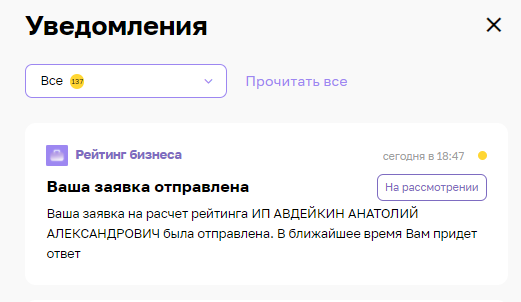 Уведомления
Все 137
Прочитать все
Рейтинг бизнеса
сегодня в 18:47
Ваша заявка отправлена
На рассмотрении
Ваша заявка на расчет рейтинга ИП АВДЕЙКИН АНАТОЛИЙ
АЛЕКСАНДРОВИЧ была отправлена. В ближайшее время Вам придет
ответ